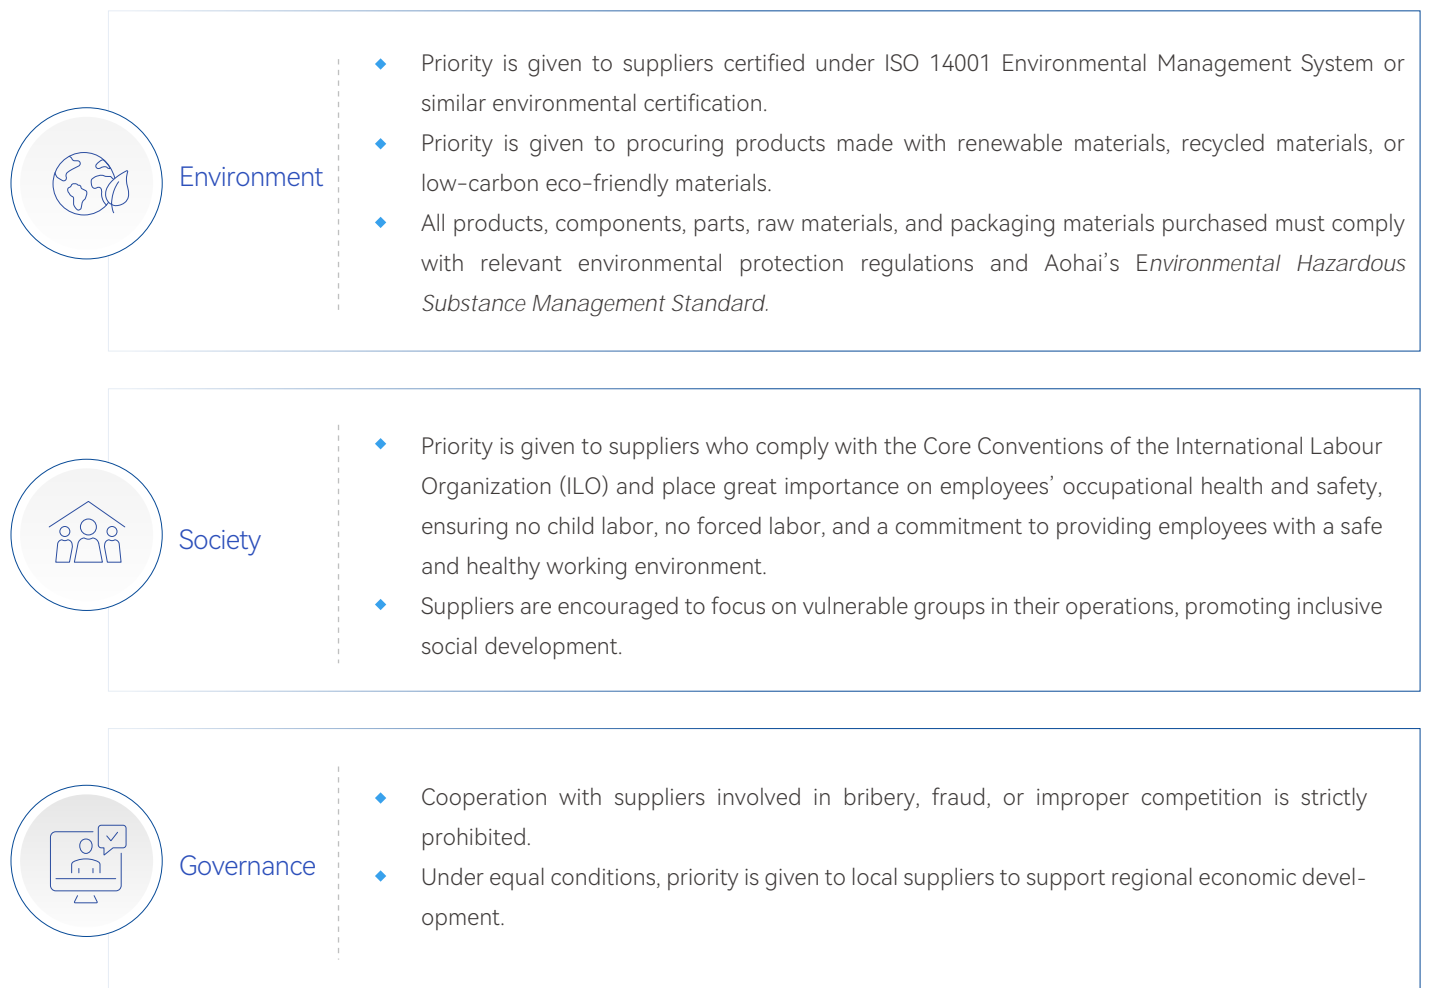 Environment
Priority is given to suppliers certified under ISO 14001 Environmental Management System or
similar environmental certification.
Priority is given to procuring products made with renewable materials, recycled materials, or
low-carbon eco-friendly materials.
All products, components, parts, raw materials, and packaging materials purchased must comply
with relevant environmental protection regulations and Aohai’s Environmental Hazardous
Substance Management Standard.
Society
Priority is given to suppliers who comply with the Core Conventions of the International Labour
Organization (ILO) and place great importance on employees’ occupational health and safety,
ensuring no child labor, no forced labor, and a commitment to providing employees with a safe
and healthy working environment.
Suppliers are encouraged to focus on vulnerable groups in their operations, promoting inclusive
social development.
Governance
Cooperation with suppliers involved in bribery, fraud, or improper competition is strictly
prohibited.
Under equal conditions, priority is given to local suppliers to support regional economic devel-
opment.